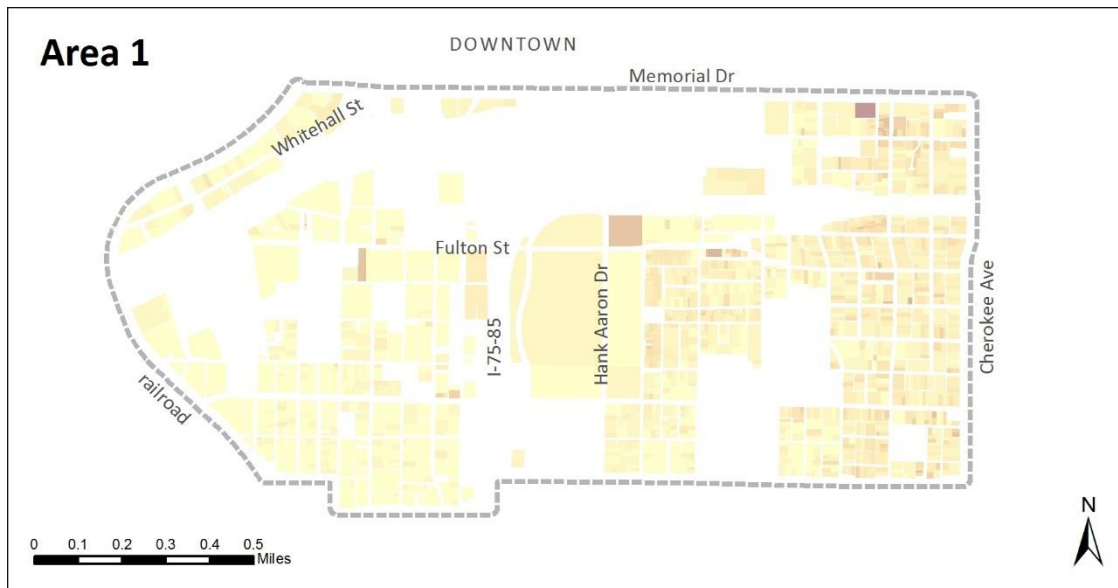 Area 1
DOWNTOWN
Memorial Dr
Whitehall St
Fulton St
Hank Aaron Dr
I-75-85
Cherokee Ave
railroad
N
0 0.1 0.2 0.3 0.4 0.5
Miles